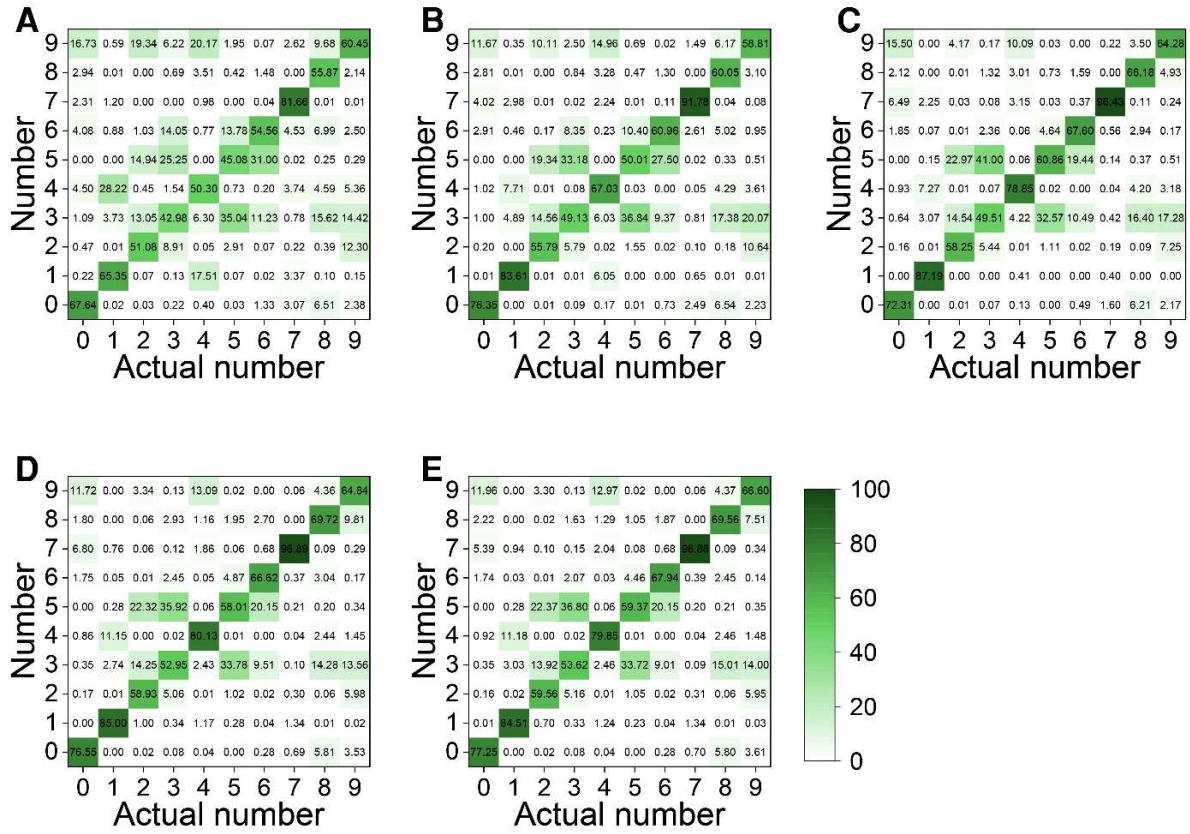 A
B
C
Number
9 16.73 0.59 19.34 6.22 20.17 1.95 0.07 2.62 9.68 60.45
8 2.94 0.01 0.00 0.69 3.51 0.42 1.48 0.00 55.87 2.14
7 2.31 1.20 0.00 0.00 0.98 0.00 0.04 81.66 0.01 0.01
6 4.08 0.88 1.03 14.05 0.77 13.78 54.56 4.53 6.99 2.50
5 0.00 0.00 14.94 25.25 0.00 45.08 31.00 0.02 0.25 0.29
4 4.50 28.22 0.45 1.54 50.30 0.73 0.20 3.74 4.59 5.36
3 1.09 3.73 13.05 42.98 6.30 35.04 11.23 0.78 15.62 14.42
2 0.47 0.01 51.08 8.91 0.05 2.91 0.07 0.22 0.39 12.30
1 0.22 65.35 0.07 0.13 17.51 0.07 0.02 3.37 0.10 0.15
0 67.64 0.02 0.03 0.22 0.40 0.03 1.33 3.07 6.51 2.38
0 1 2 3 4 5 6 7 8 9
Actual number
Number
9 11.67 0.35 10.11 2.50 14.96 0.69 0.02 1.49 6.17 58.81
8 2.81 0.01 0.00 0.84 3.28 0.47 1.30 0.00 60.05 3.10
7 4.02 2.98 0.01 0.02 2.24 0.01 0.11 91.78 0.04 0.08
6 2.91 0.46 0.17 8.35 0.23 10.40 60.96 2.61 5.02 0.95
5 0.00 0.00 19.34 33.18 0.00 50.01 27.50 0.02 0.33 0.51
4 1.02 7.71 0.01 0.08 67.03 0.03 0.00 0.05 4.29 3.61
3 1.00 4.89 14.56 49.13 6.03 36.84 9.37 0.81 17.38 20.07
2 0.20 0.00 55.79 5.79 0.02 1.55 0.02 0.10 0.18 10.64
1 0.01 83.61 0.01 0.01 6.05 0.00 0.00 0.65 0.01 0.01
0 76.35 0.00 0.01 0.09 0.17 0.01 0.73 2.49 6.54 2.23
0 1 2 3 4 5 6 7 8 9
Actual number
Number
9 15.50 0.00 4.17 0.17 10.09 0.03 0.00 0.22 3.50 64.28
8 2.12 0.00 0.01 1.32 3.01 0.73 1.59 0.00 66.18 4.93
7 6.49 2.25 0.03 0.08 3.15 0.03 0.37 96.43 0.11 0.24
6 1.85 0.07 0.01 2.36 0.06 4.64 67.60 0.56 2.94 0.17
5 0.00 0.15 22.97 41.00 0.06 60.86 19.44 0.14 0.37 0.51
4 0.93 7.27 0.01 0.07 78.85 0.02 0.00 0.04 4.20 3.18
3 0.64 3.07 14.54 49.51 4.22 32.57 10.49 0.42 16.40 17.28
2 0.16 0.01 58.25 5.44 0.01 1.11 0.02 0.19 0.09 7.25
1 0.00 87.19 0.00 0.00 0.41 0.00 0.00 0.40 0.00 0.00
0 72.31 0.00 0.01 0.07 0.13 0.00 0.49 1.60 6.21 2.17
0 1 2 3 4 5 6 7 8 9
Actual number
D
E
Number
9 11.72 0.00 3.34 0.13 13.09 0.02 0.00 0.06 4.36 64.84
8 1.80 0.00 0.06 2.93 1.16 1.95 2.70 0.00 69.72 9.81
7 6.80 0.76 0.06 0.12 1.86 0.06 0.68 96.89 0.09 0.29
6 1.75 0.05 0.01 2.45 0.05 4.87 66.62 0.37 3.04 0.17
5 0.00 0.28 22.32 35.92 0.06 58.01 20.15 0.21 0.20 0.34
4 0.86 11.15 0.00 0.02 80.13 0.01 0.00 0.04 2.44 1.45
3 0.35 2.74 14.25 52.95 2.43 33.78 9.51 0.10 14.28 13.56
2 0.17 0.01 58.93 5.06 0.01 1.02 0.02 0.30 0.06 5.98
1 0.00 85.00 1.00 0.34 1.17 0.28 0.04 1.34 0.01 0.02
0 76.55 0.00 0.02 0.08 0.04 0.00 0.28 0.69 5.81 3.53
0 1 2 3 4 5 6 7 8 9
Actual number
Number
9 11.96 0.00 3.30 0.13 12.97 0.02 0.00 0.06 4.37 66.60
8 2.22 0.00 0.02 1.63 1.29 1.05 1.87 0.00 69.56 7.51
7 5.39 0.94 0.10 0.15 2.04 0.08 0.68 96.88 0.09 0.34
6 1.74 0.03 0.01 2.07 0.03 4.46 67.94 0.39 2.45 0.14
5 0.00 0.28 22.37 36.80 0.06 59.37 20.15 0.20 0.21 0.35
4 0.92 11.18 0.00 0.02 79.85 0.01 0.00 0.04 2.46 1.48
3 0.35 3.03 13.92 53.62 2.46 33.72 9.01 0.09 15.01 14.00
2 0.16 0.02 59.56 5.16 0.01 1.05 0.02 0.31 0.06 5.95
1 0.01 84.51 0.70 0.33 1.24 0.23 0.04 1.34 0.01 0.03
0 77.25 0.00 0.02 0.08 0.04 0.00 0.28 0.70 5.80 3.61
0 1 2 3 4 5 6 7 8 9
Actual number
100
80
60
40
20
0